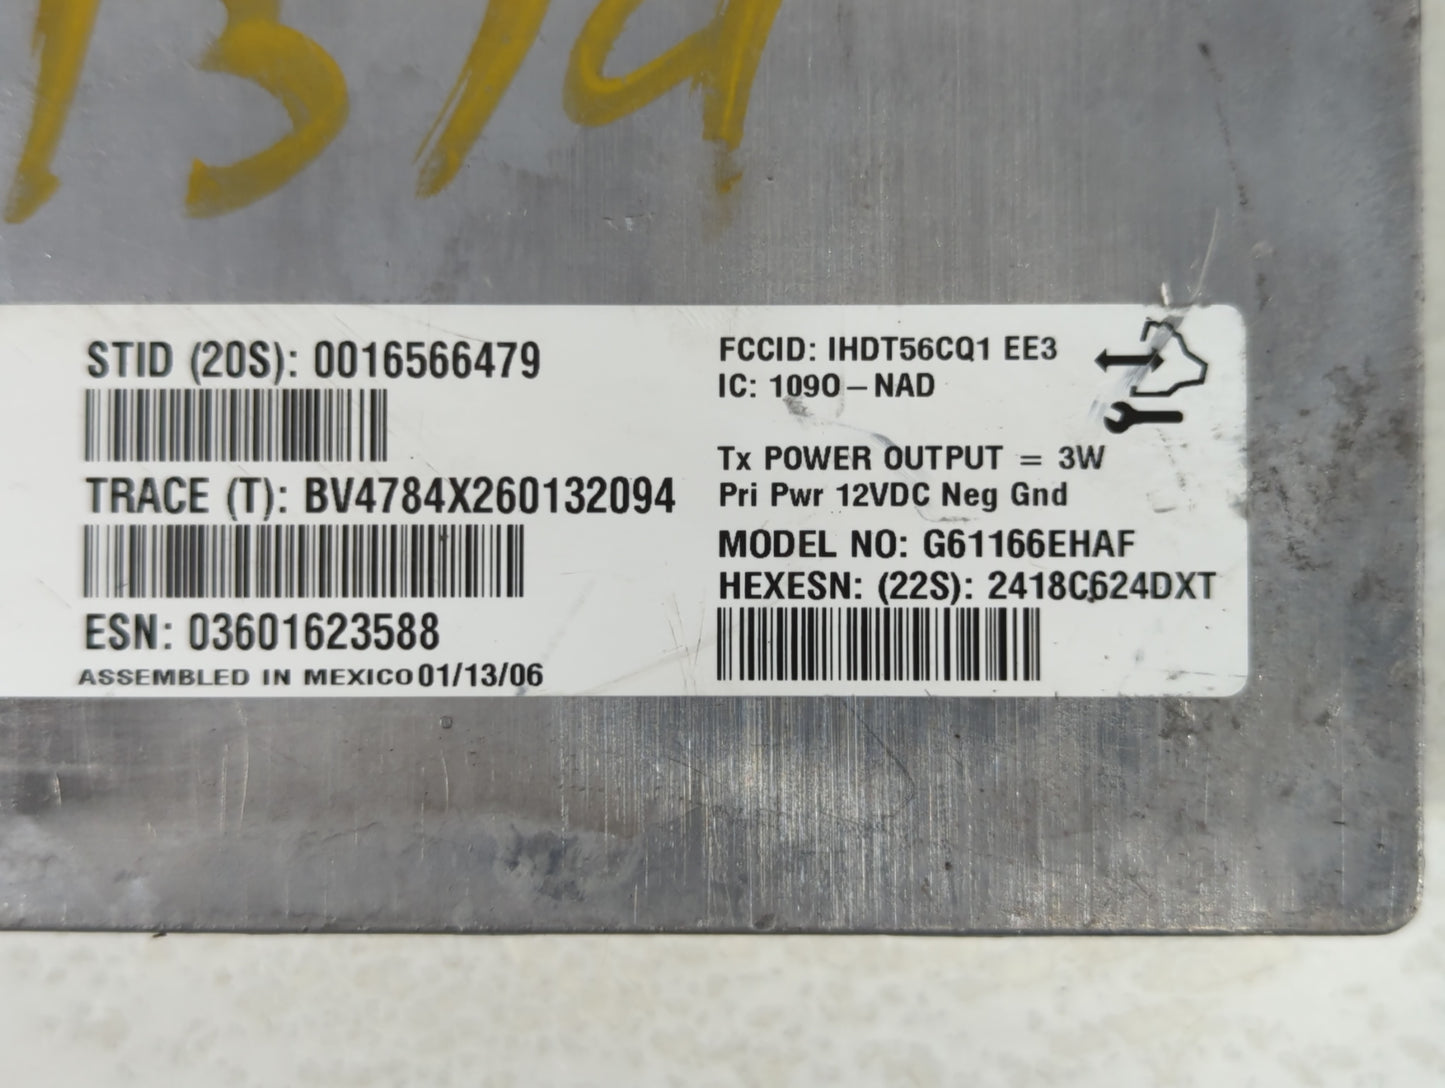 STID (20S): 0016566479
TRACE (T): BV4784X260132094
ESN: 03601623588
ASSEMBLED IN MEXICO 01/13/06
FCCID: IHDT56CQ1 EE3
IC: 1090-NAD
Tx POWER OUTPUT = 3W
Pri Pwr 12VDC Neg Gnd
MODEL NO: G61166EHAF
HEXESN: (22S): 2418C624DXT